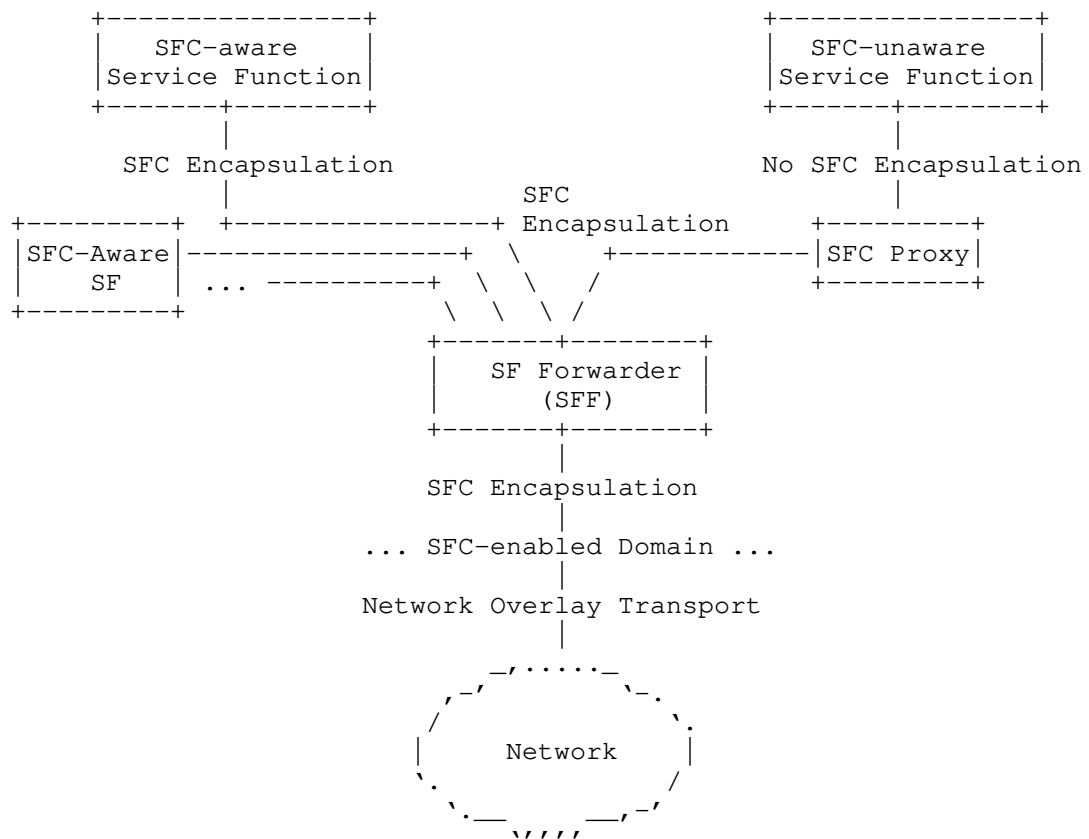 SFC-aware
Service Function
SFC-unaware
Service Function
SFC Encapsulation
No SFC Encapsulation
SFC
Encapsulation
SFC-Aware
SF
...
SFC Proxy
SF Forwarder
(SFF)
SFC Encapsulation
... SFC-enabled Domain ...
Network Overlay Transport
Network